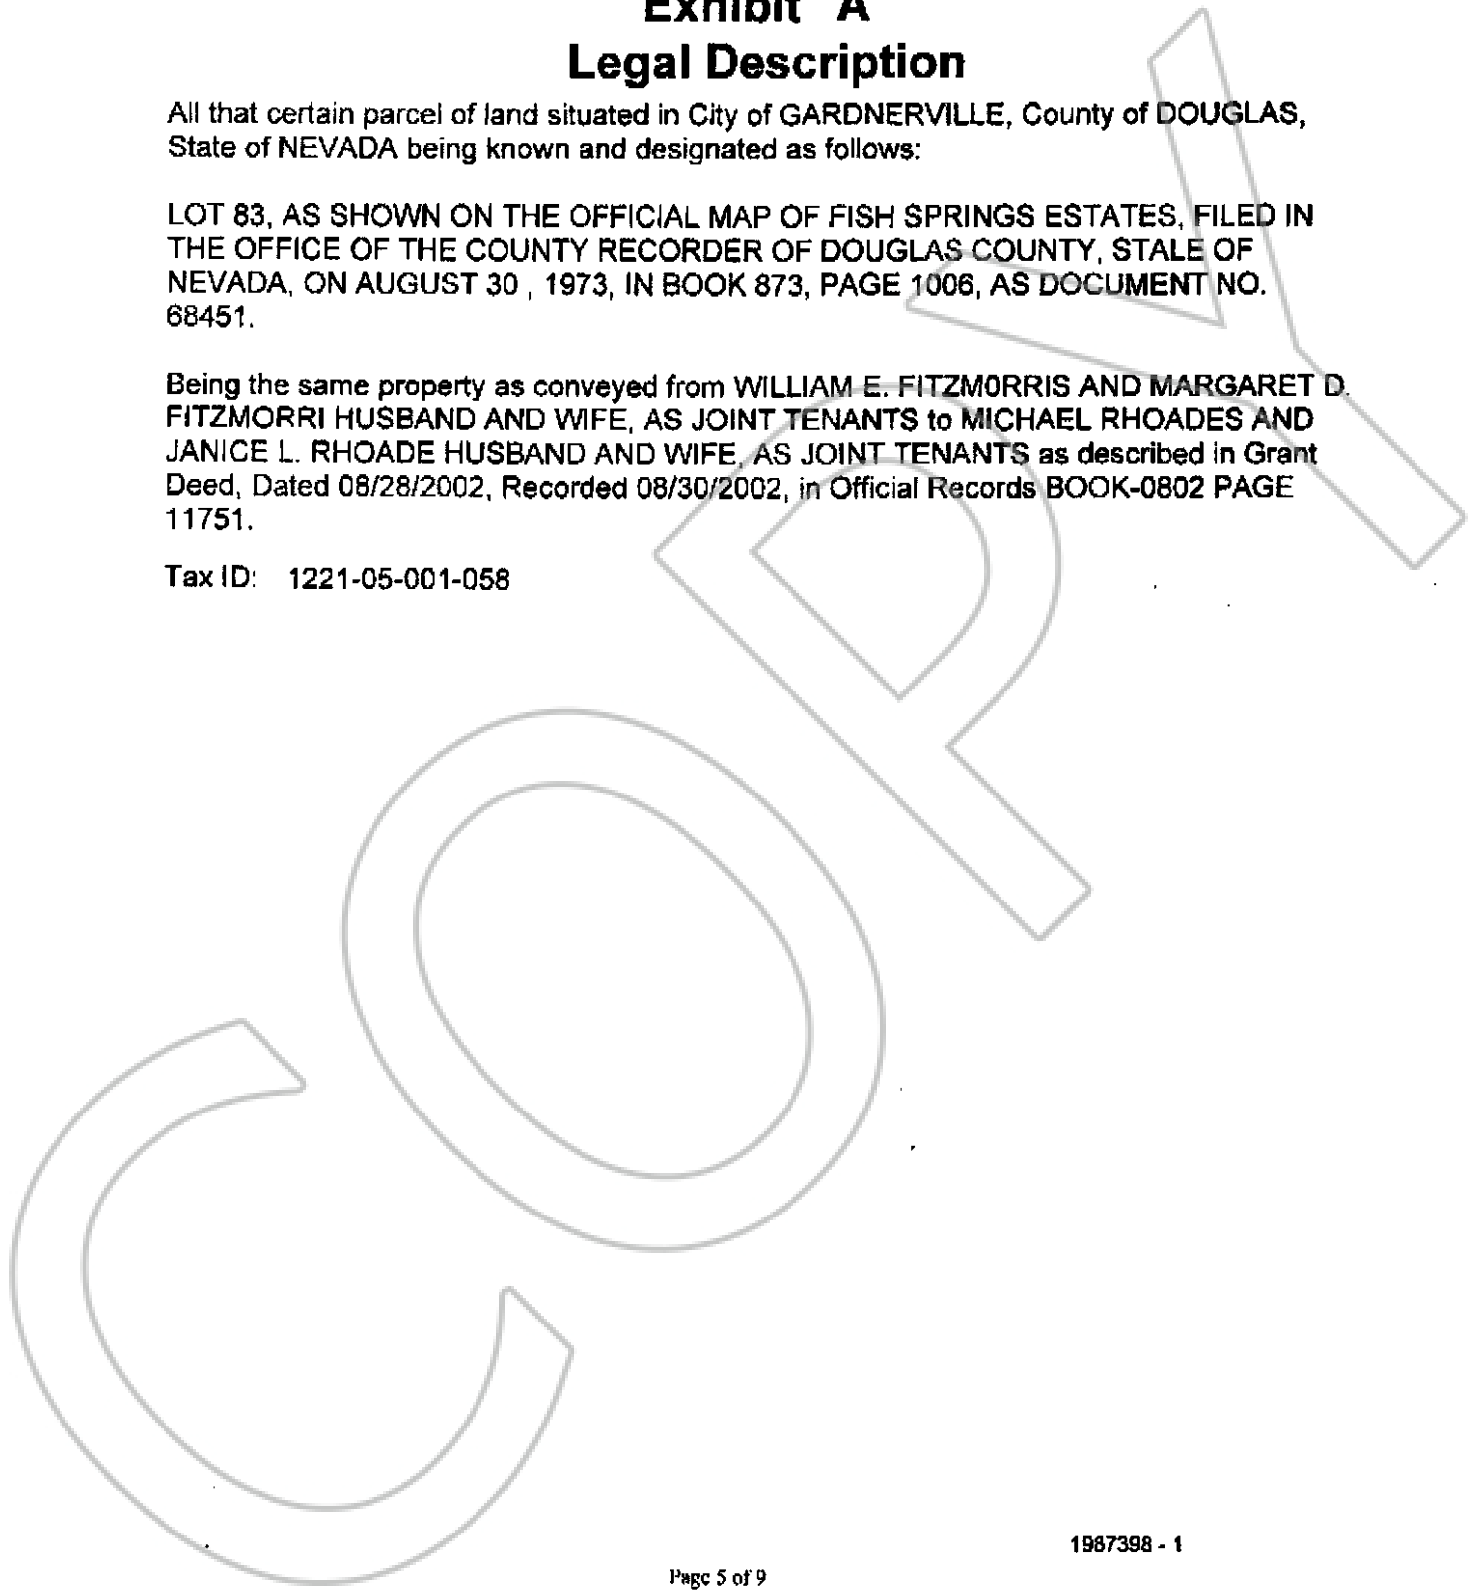 Exhibit A
Legal Description
All that certain parcel of land situated in City of GARDNERVILLE, County of DOUGLAS,
State of NEVADA being known and designated as follows:
LOT 83, AS SHOWN ON THE OFFICIAL MAP OF FISH SPRINGS ESTATES, FILED IN
THE OFFICE OF THE COUNTY RECORDER OF DOUGLAS COUNTY, STALE OF
NEVADA, ON AUGUST 30 , 1973, IN BOOK 873, PAGE 1006, AS DOCUMENT NO.
68451.
Being the same property as conveyed from WILLIAM E. FITZMORRIS AND MARGARET D.
FITZMORRI HUSBAND AND WIFE, AS JOINT TENANTS to MICHAEL RHOADES AND
JANICE L. RHOADE HUSBAND AND WIFE, AS JOINT TENANTS as described in Grant
Deed, Dated 08/28/2002, Recorded 08/30/2002, in Official Records BOOK-0802 PAGE
11751.
Tax ID: 1221-05-001-058
COPY
1987398 - 1
Page 5 of 9